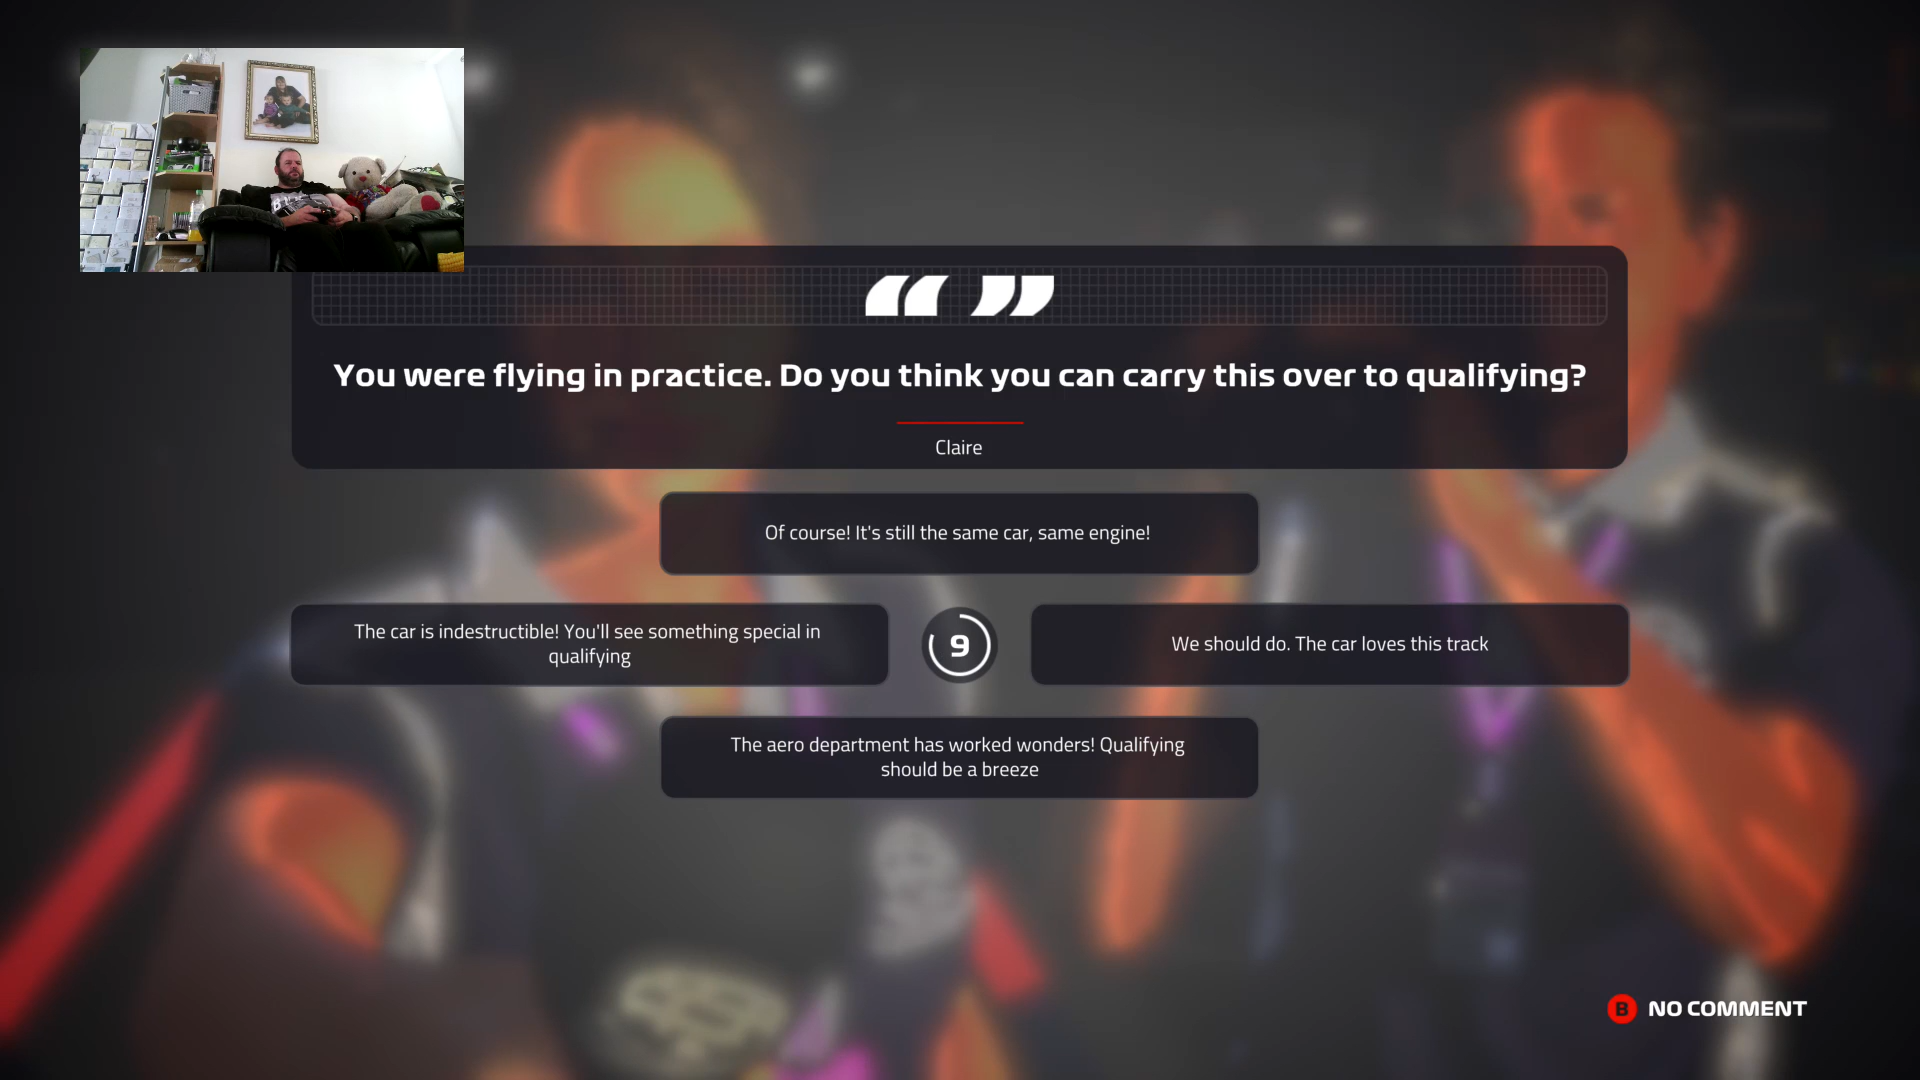 “ ”
You were flying in practice. Do you think you can carry this over to qualifying?
Claire
Of course! It's still the same car, same engine!
The car is indestructible! You'll see something special in
qualifying
9
We should do. The car loves this track
The aero department has worked wonders! Qualifying
should be a breeze
B NO COMMENT